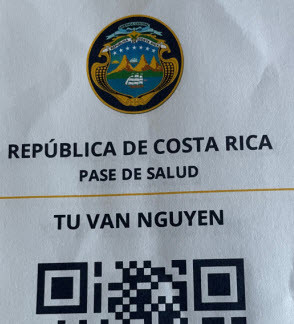 REPÚBLICA DE COSTA RICA
PASE DE SALUD
TU VAN NGUYEN